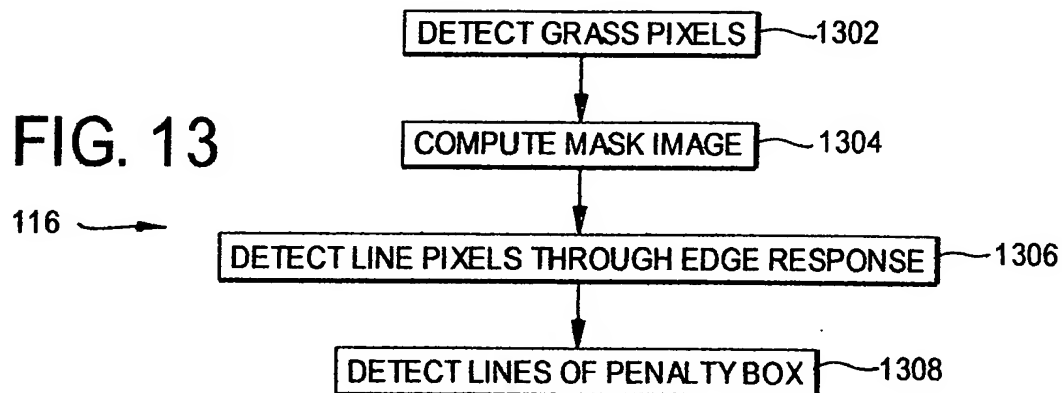 DETECT GRASS PIXELS 1302
FIG. 13
COMPUTE MASK IMAGE 1304
116
DETECT LINE PIXELS THROUGH EDGE RESPONSE 1306
DETECT LINES OF PENALTY BOX 1308